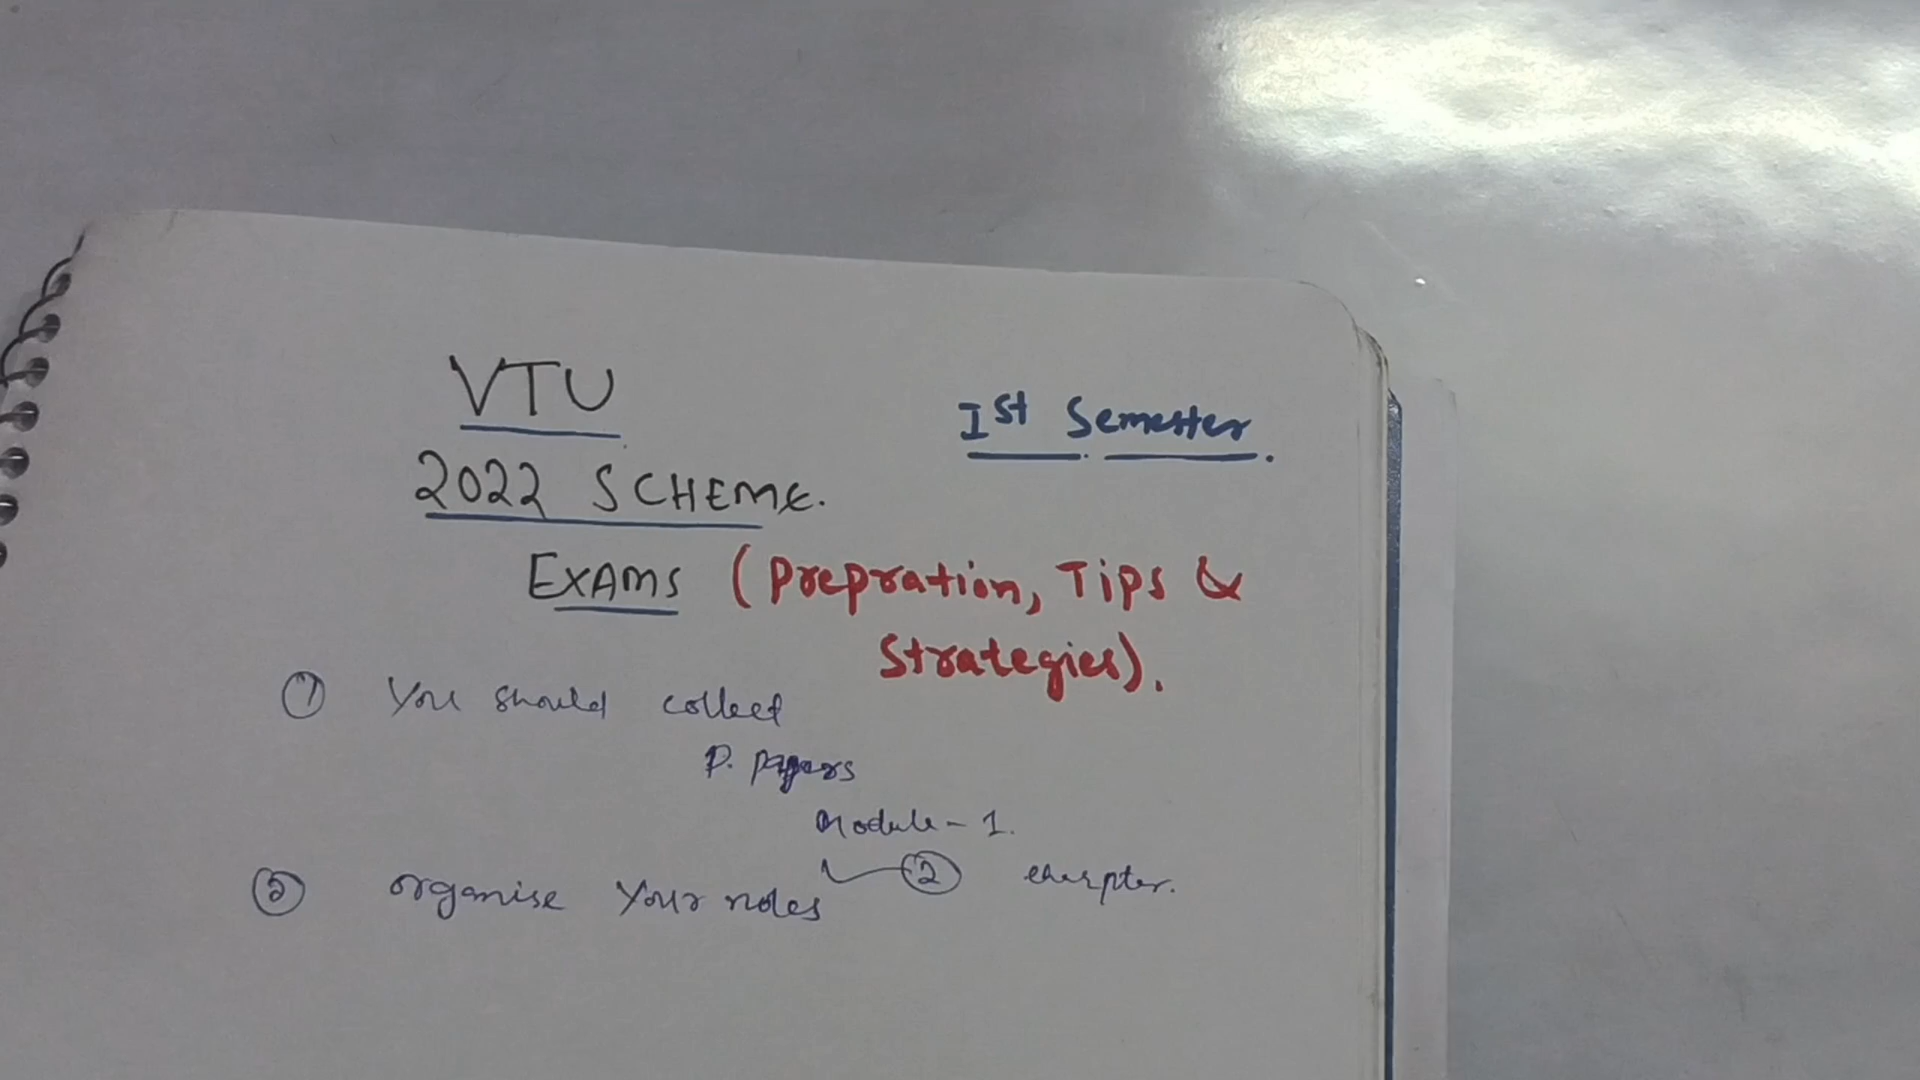 VTU
Ist Semester.
2022 SCHEME.
EXAMS (Prepration, Tips &
Strategies).
① You should collect
P. papers
Module - 1.
② organise your notes
② chapter.